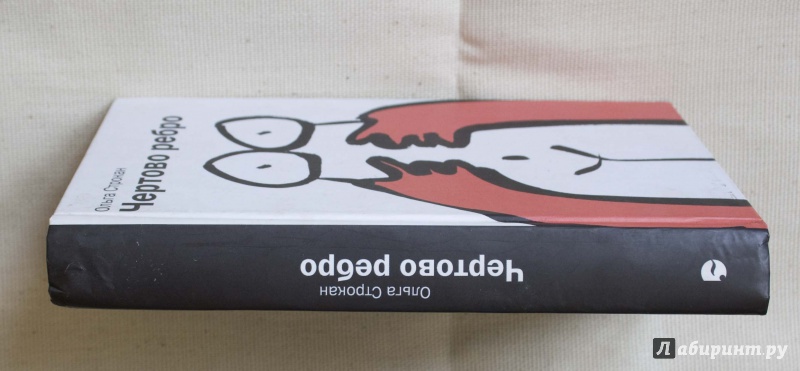 Ольга Строкан
Чертово ребро
Ольга Строкан
Чертово ребро
Лабиринт.ру